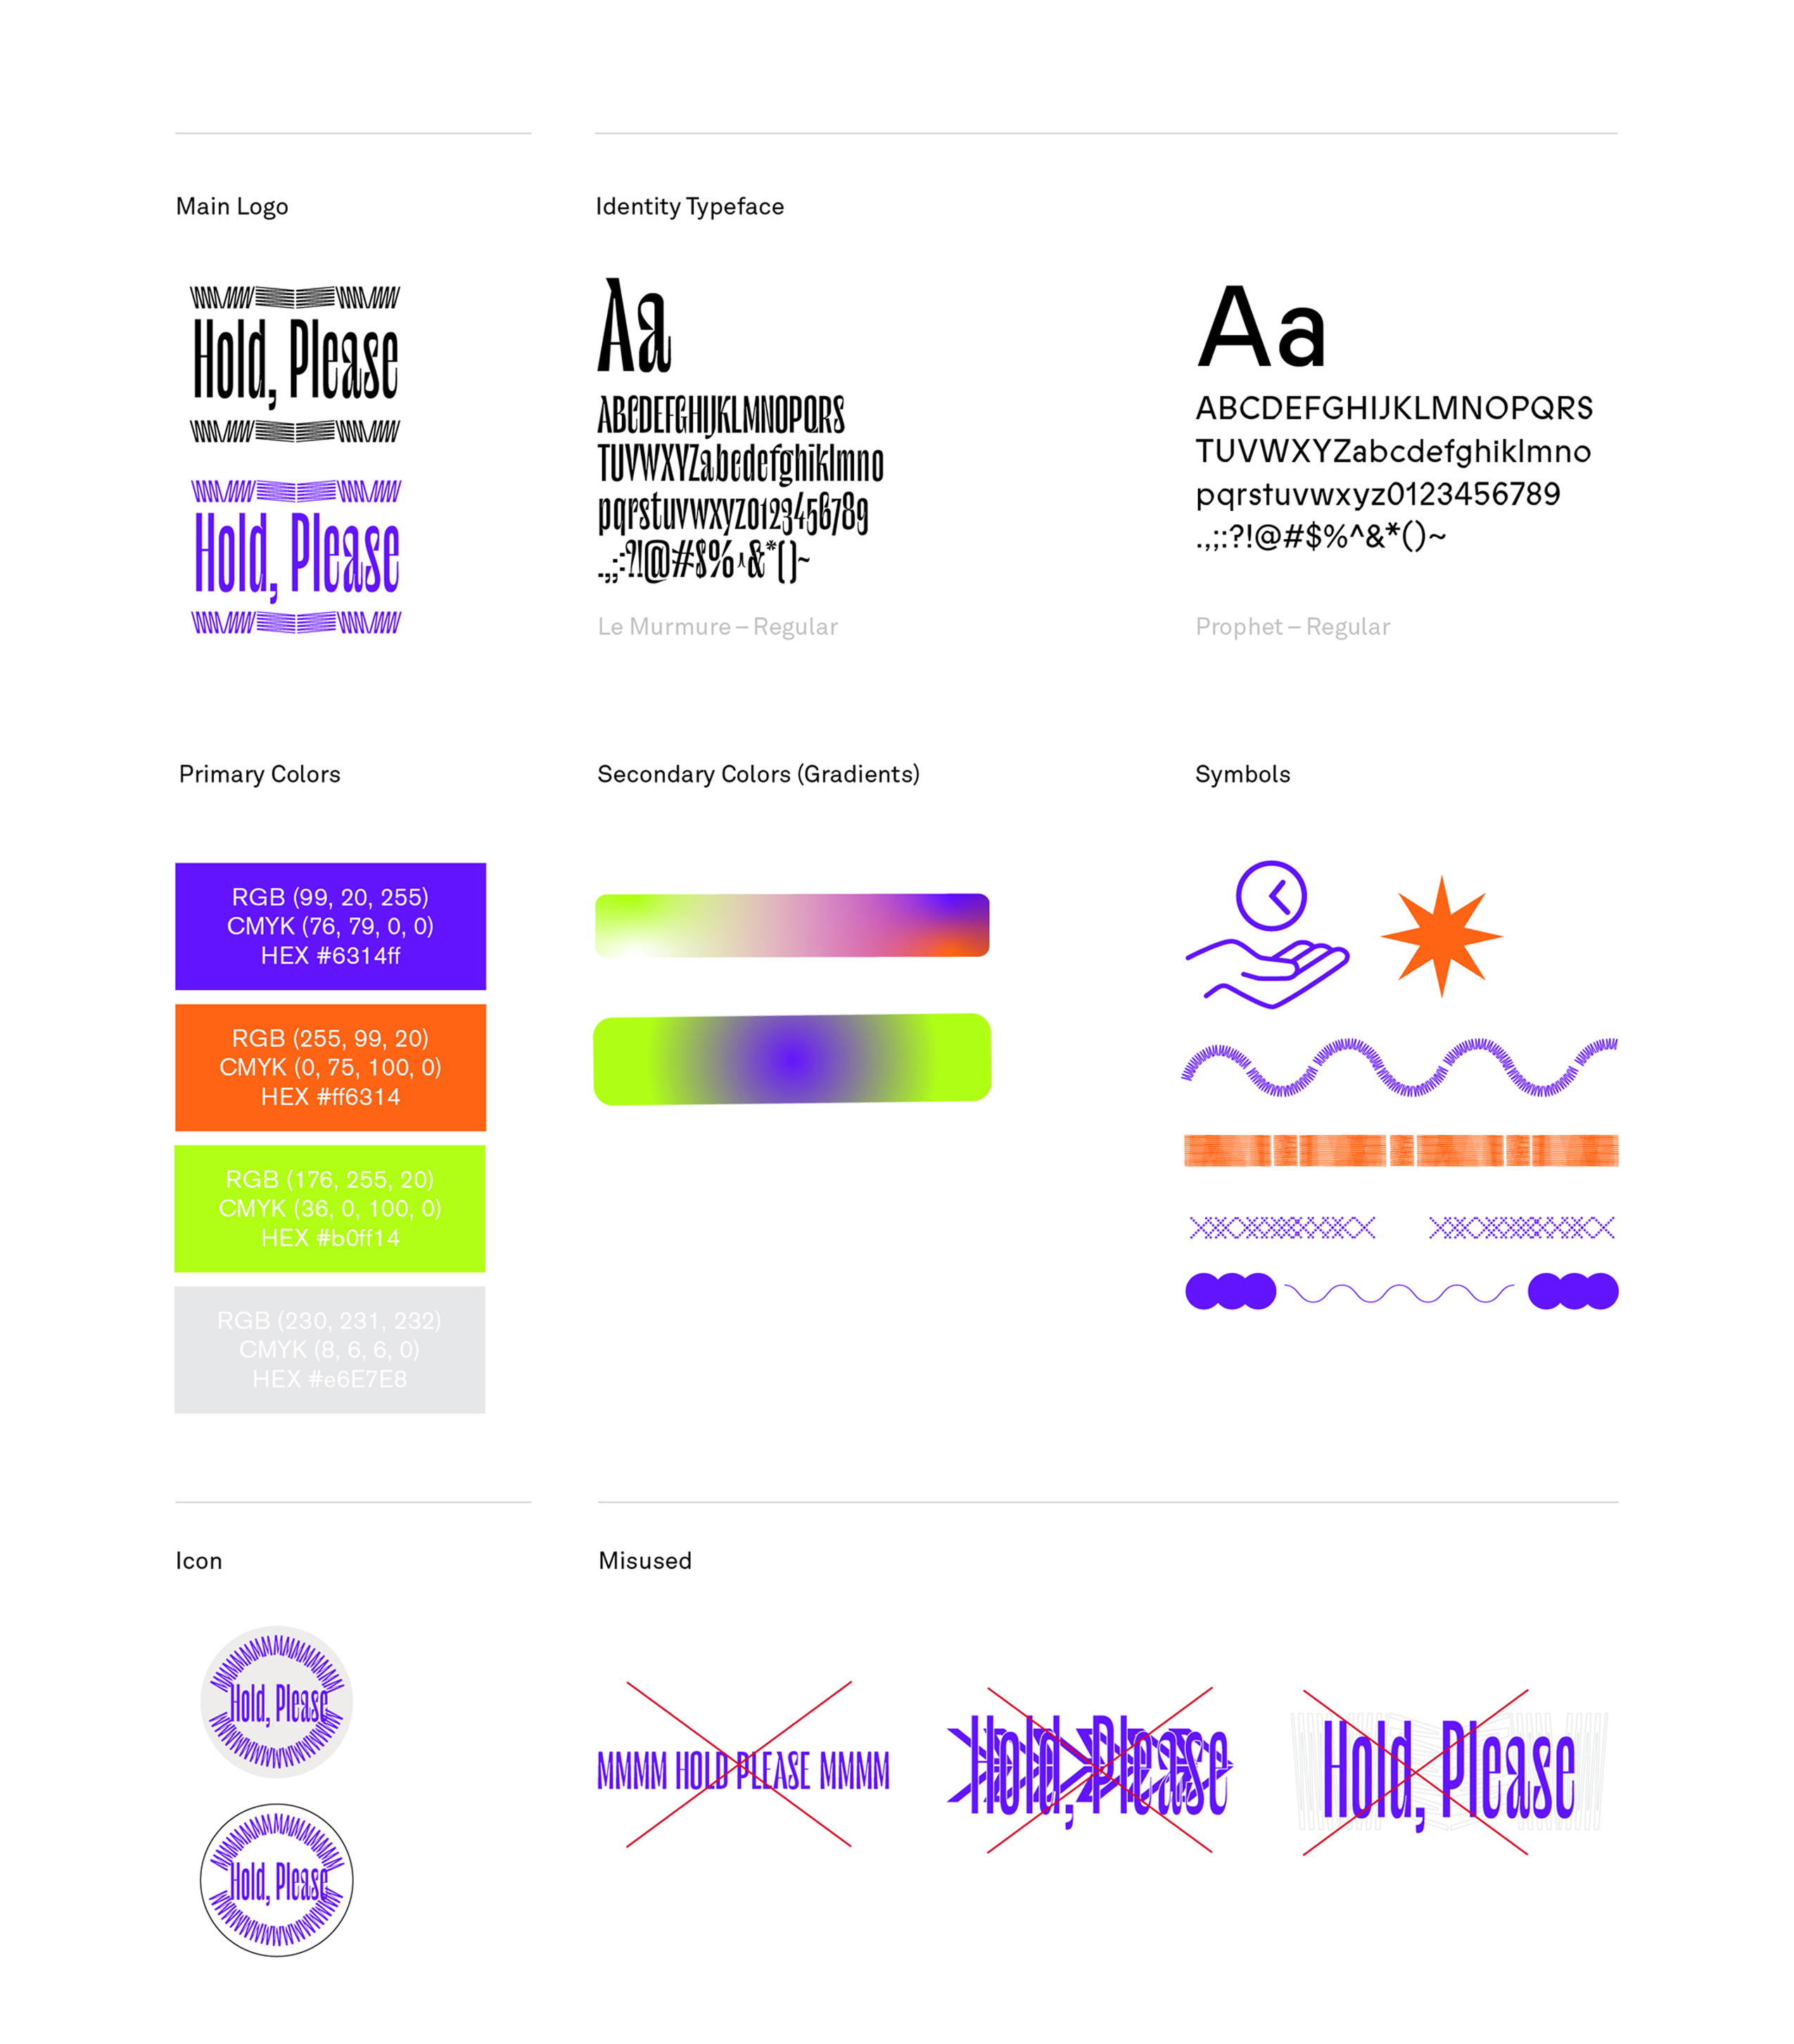 Main Logo
Hold, Please
Hold, Please
Identity Typeface
Aa
ABCDEFGHIJKLMNOPQRS
TUVWXYZabcdefghiklmno
pqrstuvwxyz0123456789
.,;:?!@#$%^&*()~
Le Murmure – Regular
Aa
ABCDEFGHIJKLMNOPQRS
TUVWXYZabcdefghiklmno
pqrstuvwxyz0123456789
.,;:?!@#$%^&*()~
Prophet – Regular
Primary Colors
RGB (99, 20, 255)
CMYK (76, 79, 0, 0)
HEX #6314ff
RGB (255, 99, 20)
CMYK (0, 75, 100, 0)
HEX #ff6314
RGB (176, 255, 20)
CMYK (36, 0, 100, 0)
HEX #b0ff14
RGB (230, 231, 232)
CMYK (8, 6, 6, 0)
HEX #e6E7E8
Secondary Colors (Gradients)
Symbols
Icon
Hold, Please
Hold, Please
Misused
MMMM HOLD PLEASE MMMM
Hold, Please
Hold, Please